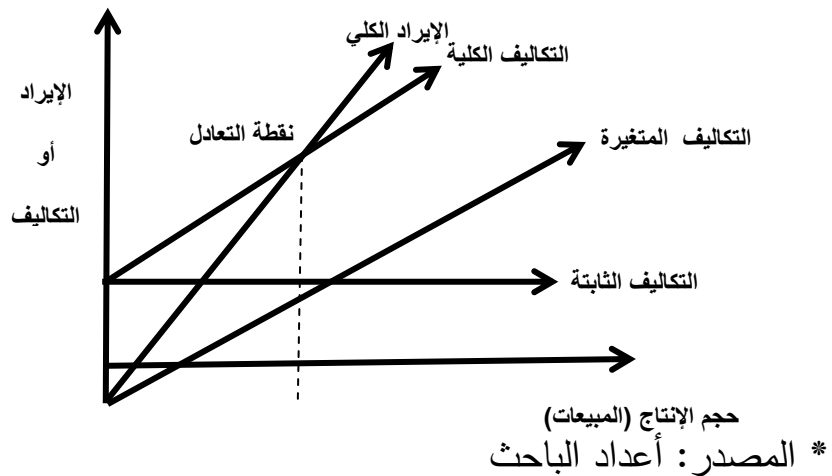 الإيراد الكلي
التكاليف الكلية
الإيراد
أو
التكاليف
نقطة التعادل
التكاليف المتغيرة
التكاليف الثابتة
حجم الإنتاج (المبيعات)
* المصدر : أعداد الباحث